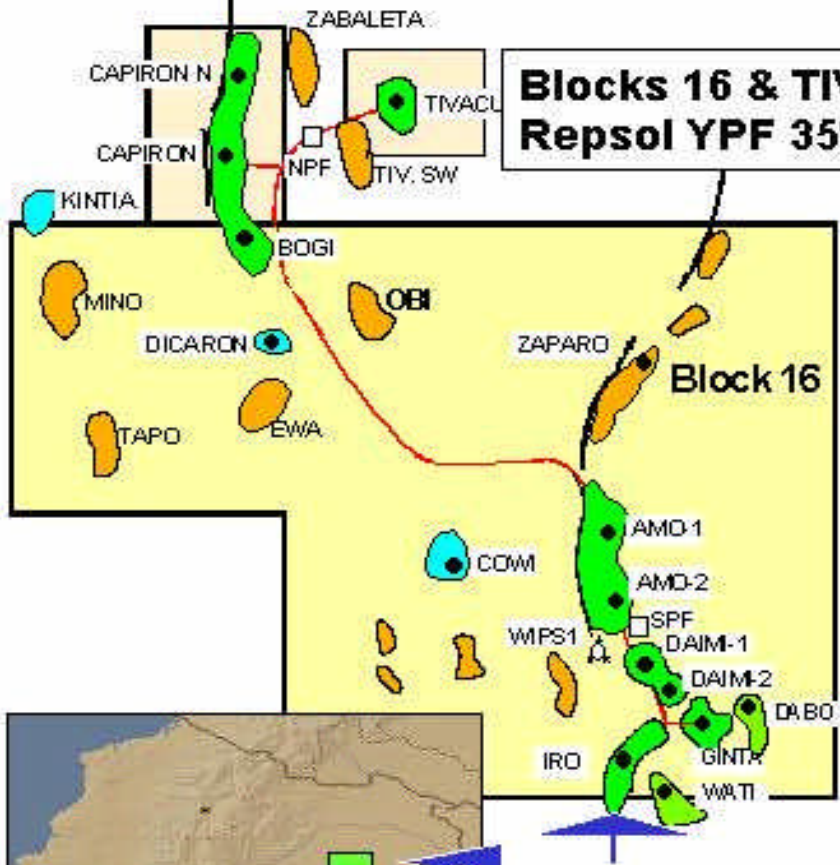 ZABALETA
CAPIRON N
TIVACU
Blocks 16 & TIV
Repsol YPF 35
CAPIRON
NPF
TIV. SW
KINTIA
BOGI
MINO
OBI
DICARON
ZAPARO
Block 16
TAPO
EWA
AMO-1
COWI
AMO-2
SPF
WIPS1
DAIMI-1
DAIMI-2
DABO
GINTA
IRO
WATI